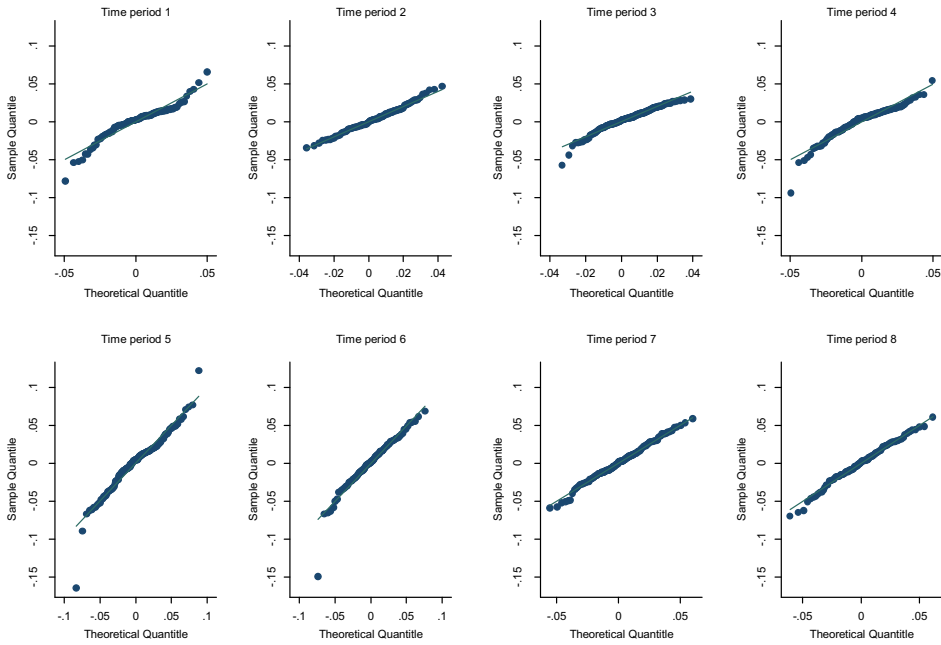 Time period 1
Sample Quantile
.1
.05
0
-.05
-.1
-.15
-.05 0 .05
Theoretical Quantitle
Time period 2
Sample Quantile
.1
.05
0
-.05
-.1
-.15
-.04 -.02 0 .02 .04
Theoretical Quantitle
Time period 3
Sample Quantile
.1
.05
0
-.05
-.1
-.15
-.04 -.02 0 .02 .04
Theoretical Quantitle
Time period 4
Sample Quantile
.1
.05
0
-.05
-.1
-.15
-.05 0 .05
Theoretical Quantitle
Time period 5
Sample Quantile
.1
.05
0
-.05
-.1
-.15
-.1 -.05 0 .05 .1
Theoretical Quantitle
Time period 6
Sample Quantile
.1
.05
0
-.05
-.1
-.15
-.1 -.05 0 .05 .1
Theoretical Quantitle
Time period 7
Sample Quantile
.1
.05
0
-.05
-.1
-.15
-.05 0 .05
Theoretical Quantitle
Time period 8
Sample Quantile
.1
.05
0
-.05
-.1
-.15
-.05 0 .05
Theoretical Quantitle